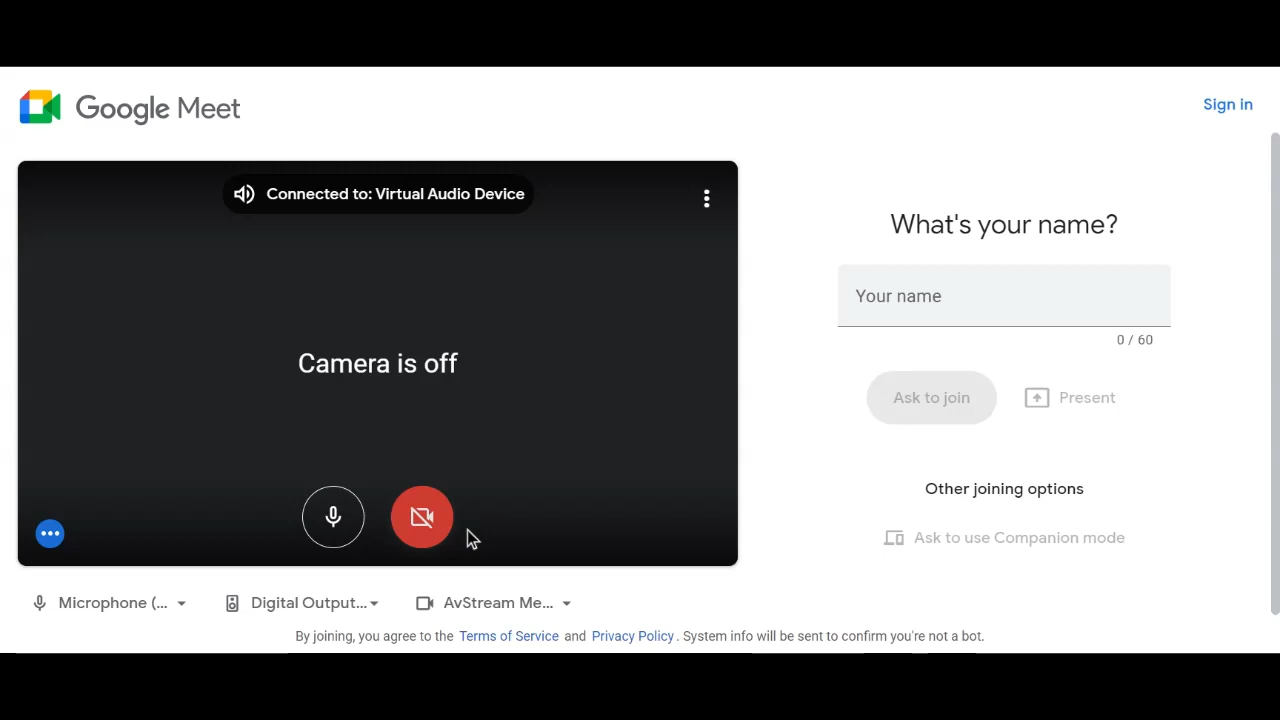 Google Meet
Sign in
Connected to: Virtual Audio Device
Camera is off
What's your name?
Your name
0 / 60
Ask to join
Present
Other joining options
Ask to use Companion mode
Microphone (...
Digital Output...
AvStream Me...
By joining, you agree to the Terms of Service and Privacy Policy. System info will be sent to confirm you're not a bot.